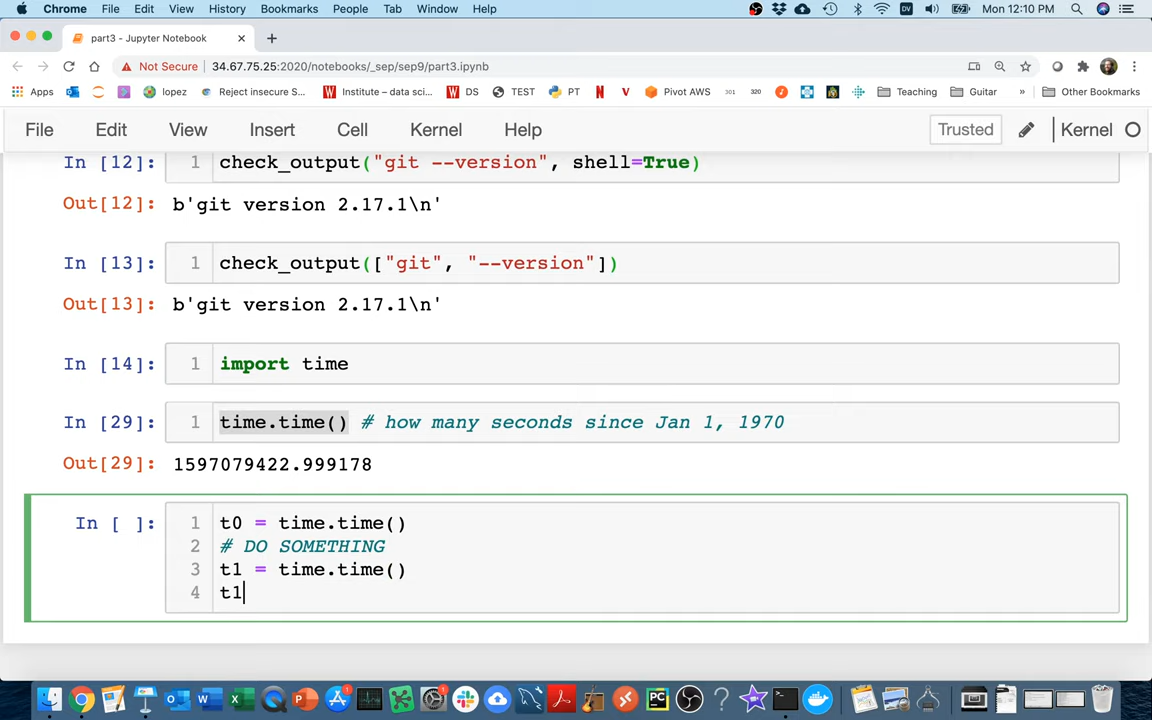 Chrome File Edit View History Bookmarks People Tab Window Help DV Mon 12:10 PM
part3 - Jupyter Notebook
Not Secure 34.67.75.25:2020/notebooks/_sep/sep9/part3.ipynb
Apps lopez Reject insecure S... Institute – data sci... DS TEST PT Pivot AWS 301 320 Teaching Guitar » Other Bookmarks
File Edit View Insert Cell Kernel Help Trusted Kernel
In [12]: 1 check_output("git --version", shell=True)
Out[12]: b'git version 2.17.1\n'
In [13]: 1 check_output(["git", "--version"])
Out[13]: b'git version 2.17.1\n'
In [14]: 1 import time
In [29]: 1 time.time() # how many seconds since Jan 1, 1970
Out[29]: 1597079422.999178
In [ ]: 1 t0 = time.time()
2 # DO SOMETHING
3 t1 = time.time()
4 t1